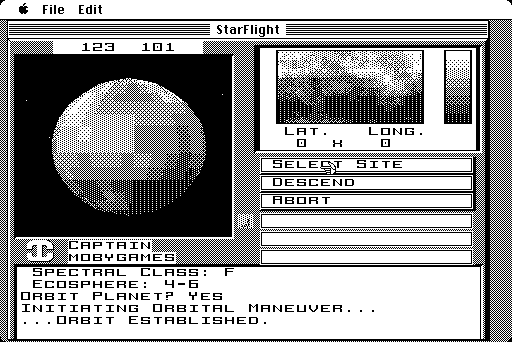 File Edit
StarFlight
123 101
LAT. LONG.
0 X 0
SELECT SITE
DESCEND
ABORT
CAPTAIN
MOBYGAMES
SPECTRAL CLASS: F
ECOSPHERE: 4-6
ORBIT PLANET? YES
INITIATING ORBITAL MANEUVER...
...ORBIT ESTABLISHED.